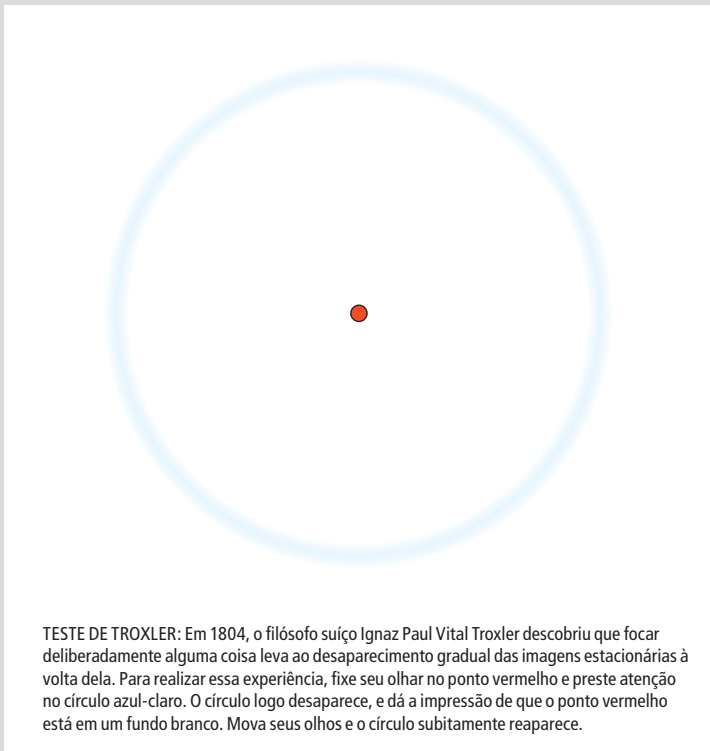 TESTE DE TROXLER: Em 1804, o filósofo suíço Ignaz Paul Vital Troxler descobriu que focar
deliberadamente alguma coisa leva ao desaparecimento gradual das imagens estacionárias à
volta dela. Para realizar essa experiência, fixe seu olhar no ponto vermelho e preste atenção
no círculo azul-claro. O círculo logo desaparece, e dá a impressão de que o ponto vermelho
está em um fundo branco. Mova seus olhos e o círculo subitamente reaparece.